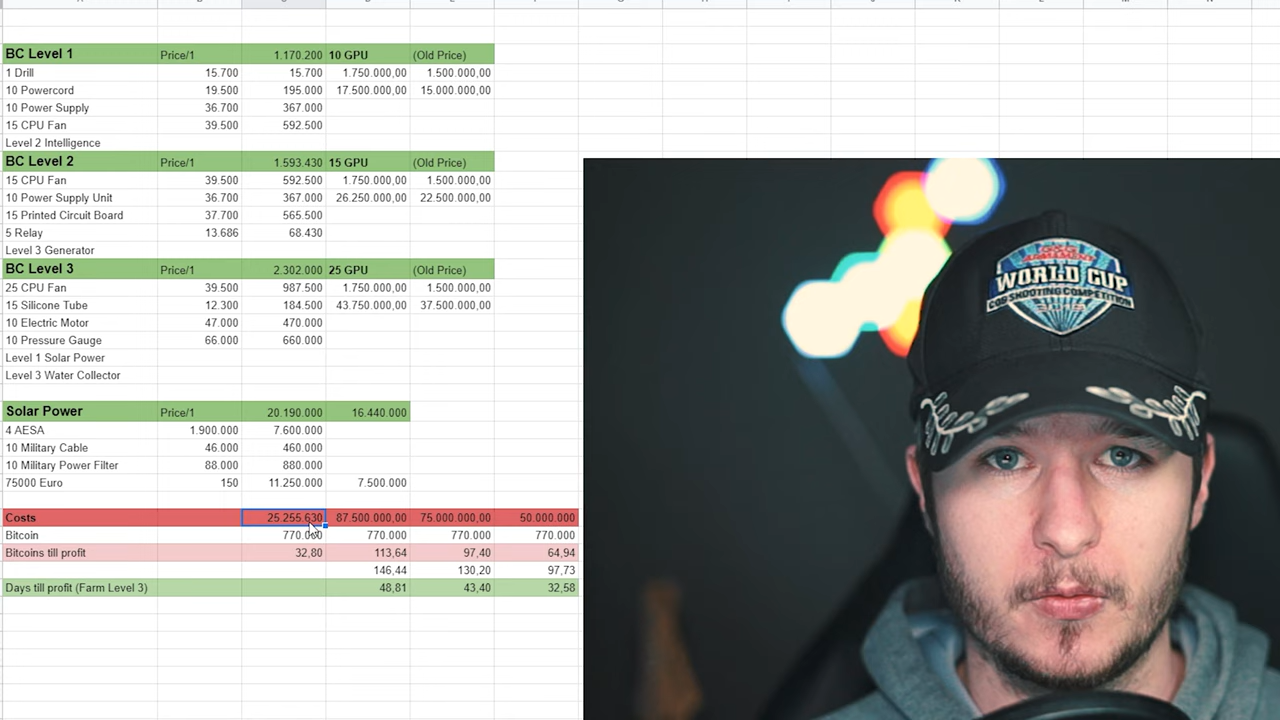 BC Level 1 Price/1 1.170.200 10 GPU (Old Price)
1 Drill 15.700 15.700 1.750.000,00 1.500.000,00
10 Powercord 19.500 195.000 17.500.000,00 15.000.000,00
10 Power Supply 36.700 367.000
15 CPU Fan 39.500 592.500
Level 2 Intelligence
BC Level 2 Price/1 1.593.430 15 GPU (Old Price)
15 CPU Fan 39.500 592.500 1.750.000,00 1.500.000,00
10 Power Supply Unit 36.700 367.000 26.250.000,00 22.500.000,00
15 Printed Circuit Board 37.700 565.500
5 Relay 13.686 68.430
Level 3 Generator
BC Level 3 Price/1 2.302.000 25 GPU (Old Price)
25 CPU Fan 39.500 987.500 1.750.000,00 1.500.000,00
15 Silicone Tube 12.300 184.500 43.750.000,00 37.500.000,00
10 Electric Motor 47.000 470.000
10 Pressure Gauge 66.000 660.000
Level 1 Solar Power
Level 3 Water Collector
Solar Power Price/1 20.190.000 16.440.000
4 AESA 1.900.000 7.600.000
10 Military Cable 46.000 460.000
10 Military Power Filter 88.000 880.000
75000 Euro 150 11.250.000 7.500.000
Costs 25.255.630 87.500.000,00 75.000.000,00 50.000.000
Bitcoin 770.000 770.000 770.000 770.000
Bitcoins till profit 32,80 113,64 97,40 64,94
146,44 130,20 97,73
Days till profit (Farm Level 3) 48,81 43,40 32,58
WORLD CUP
COB SHOOTING COMPETITION